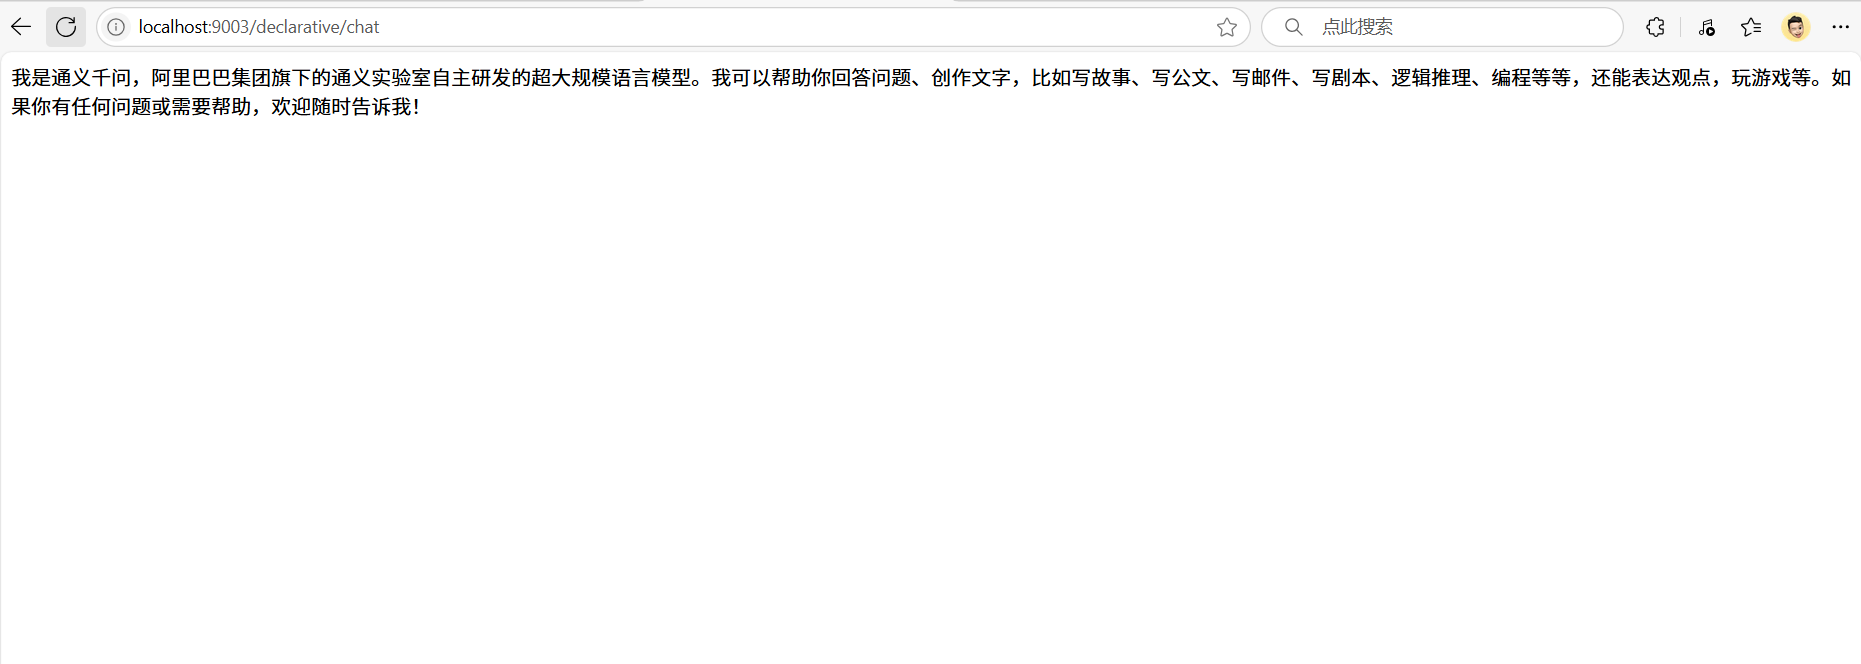 localhost:9003/declarative/chat
点此搜索
我是通义千问，阿里巴巴集团旗下的通义实验室自主研发的超大规模语言模型。我可以帮助你回答问题、创作文字，比如写故事、写公文、写邮件、写剧本、逻辑推理、编程等等，还能表达观点，玩游戏等。如
果你有任何问题或需要帮助，欢迎随时告诉我！